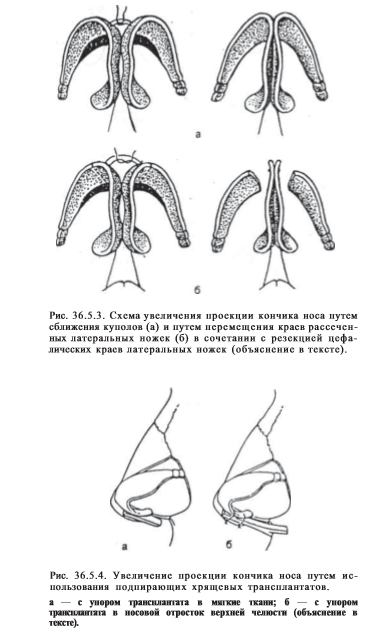 а
б
Рис. 36.5.3. Схема увеличения проекции кончика носа путем
сближения куполов (а) и путем перемещения краев рассечен-
ных латеральных ножек (б) в сочетании с резекцией цефа-
лических краев латеральных ножек (объяснение в тексте).
а б
Рис. 36.5.4. Увеличение проекции кончика носа путем ис-
пользования подпирающих хрящевых трансплантатов.
а — с упором трансплантата в мягкие ткани; б — с упором
трансплантата в носовой отросток верхней челюсти (объяснение в
тексте).